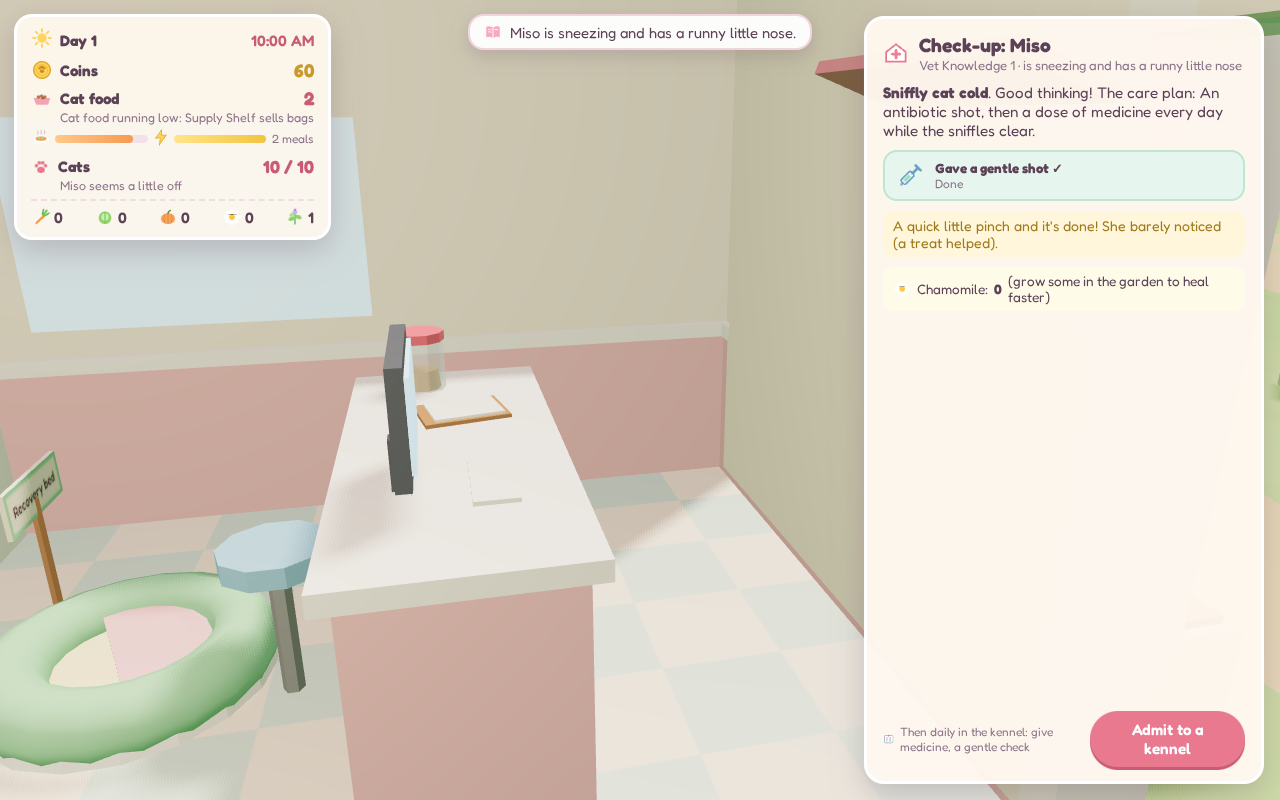 Day 1
10:00 AM
Coins
60
Cat food
2
Cat food running low: Supply Shelf sells bags
2 meals
Cats
10 / 10
Miso seems a little off
0
0
0
0
1
Miso is sneezing and has a runny little nose.
Check-up: Miso
Vet Knowledge 1 · is sneezing and has a runny little nose
Sniffly cat cold. Good thinking! The care plan: An
antibiotic shot, then a dose of medicine every day
while the sniffles clear.
Gave a gentle shot ✓
Done
A quick little pinch and it's done! She barely noticed
(a treat helped).
Chamomile: 0 (grow some in the garden to heal
faster)
Then daily in the kennel: give
medicine, a gentle check
Admit to a
kennel
Recovery bed